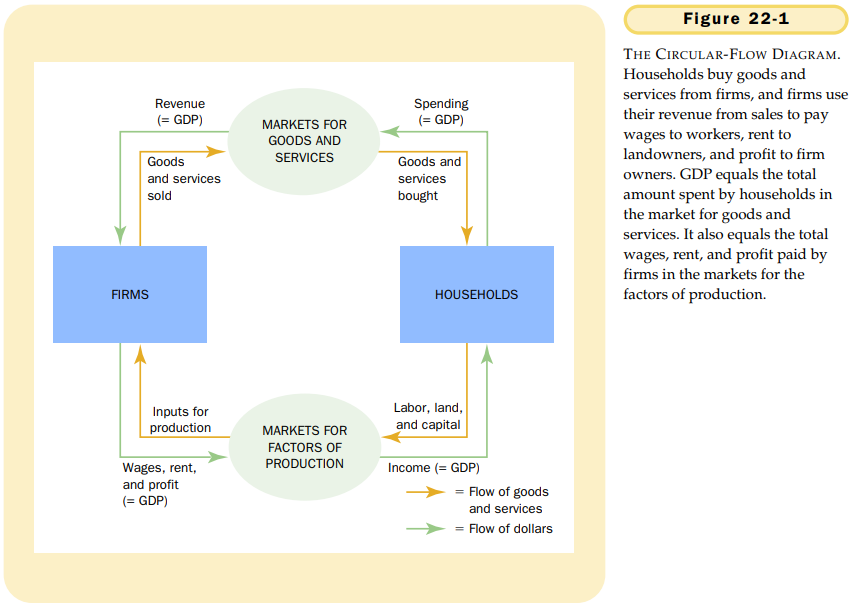 Figure 22-1
THE CIRCULAR-FLOW DIAGRAM.
Households buy goods and
services from firms, and firms use
their revenue from sales to pay
wages to workers, rent to
landowners, and profit to firm
owners. GDP equals the total
amount spent by households in
the market for goods and
services. It also equals the total
wages, rent, and profit paid by
firms in the markets for the
factors of production.
Revenue
(= GDP)
Spending
(= GDP)
MARKETS FOR
GOODS AND
SERVICES
Goods
and services
sold
Goods and
services
bought
FIRMS
HOUSEHOLDS
Inputs for
production
Labor, land,
and capital
MARKETS FOR
FACTORS OF
PRODUCTION
Wages, rent,
and profit
(= GDP)
Income (= GDP)
= Flow of goods
and services
= Flow of dollars